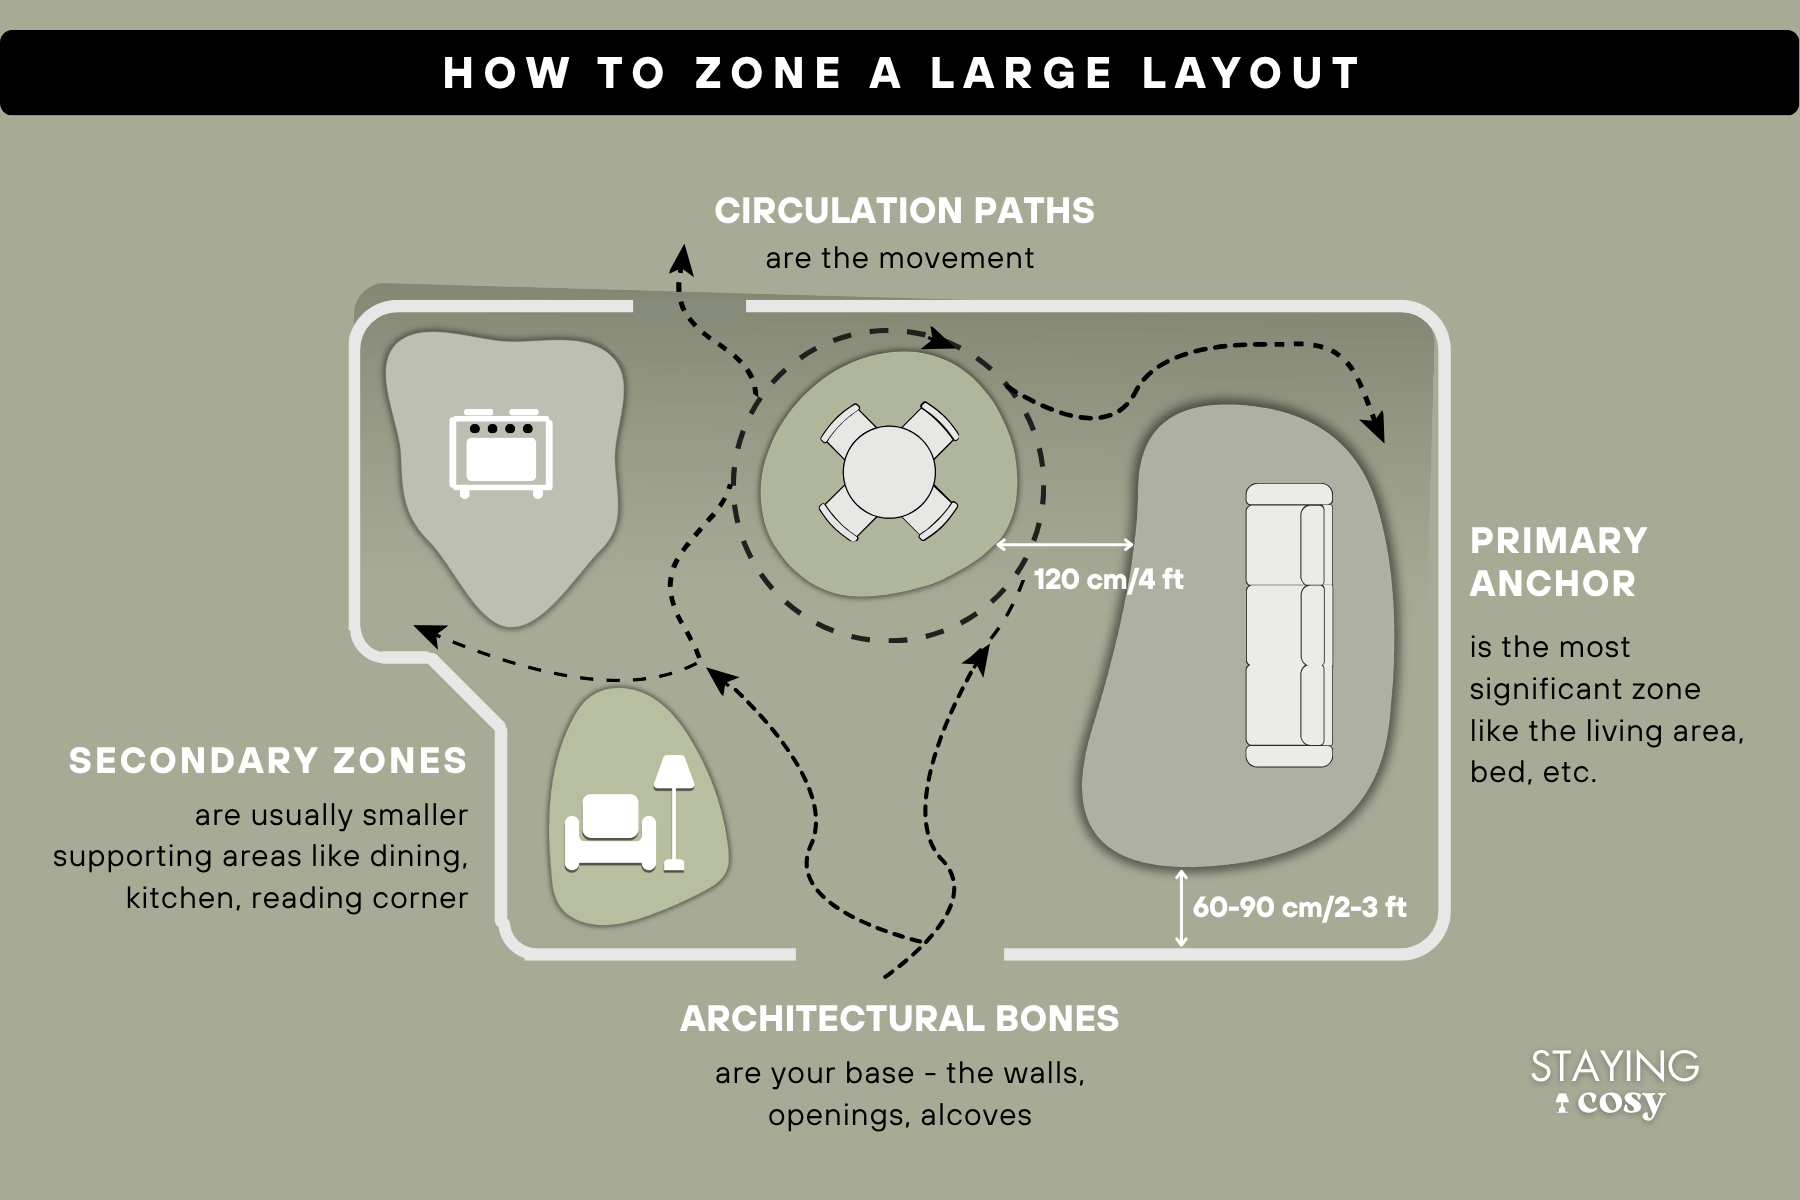 HOW TO ZONE A LARGE LAYOUT
CIRCULATION PATHS
are the movement
120 cm/4 ft
PRIMARY
ANCHOR
is the most
significant zone
like the living area,
bed, etc.
SECONDARY ZONES
are usually smaller
supporting areas like dining,
kitchen, reading corner
60-90 cm/2-3 ft
ARCHITECTURAL BONES
are your base - the walls,
openings, alcoves
STAYING
cosy